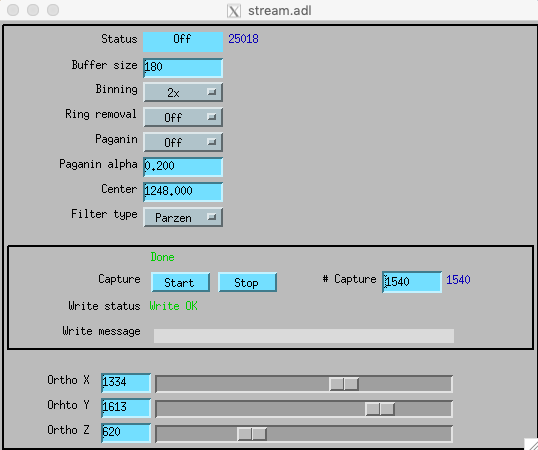 stream.adl
Status Off 25018
Buffer size 180
Binning 2x
Ring removal Off
Paganin Off
Paganin alpha 0.200
Center 1248.000
Filter type Parzen
Done
Capture Start Stop # Capture 1540 1540
Write status Write OK
Write message
Ortho X 1334
Orhto Y 1613
Ortho Z 620